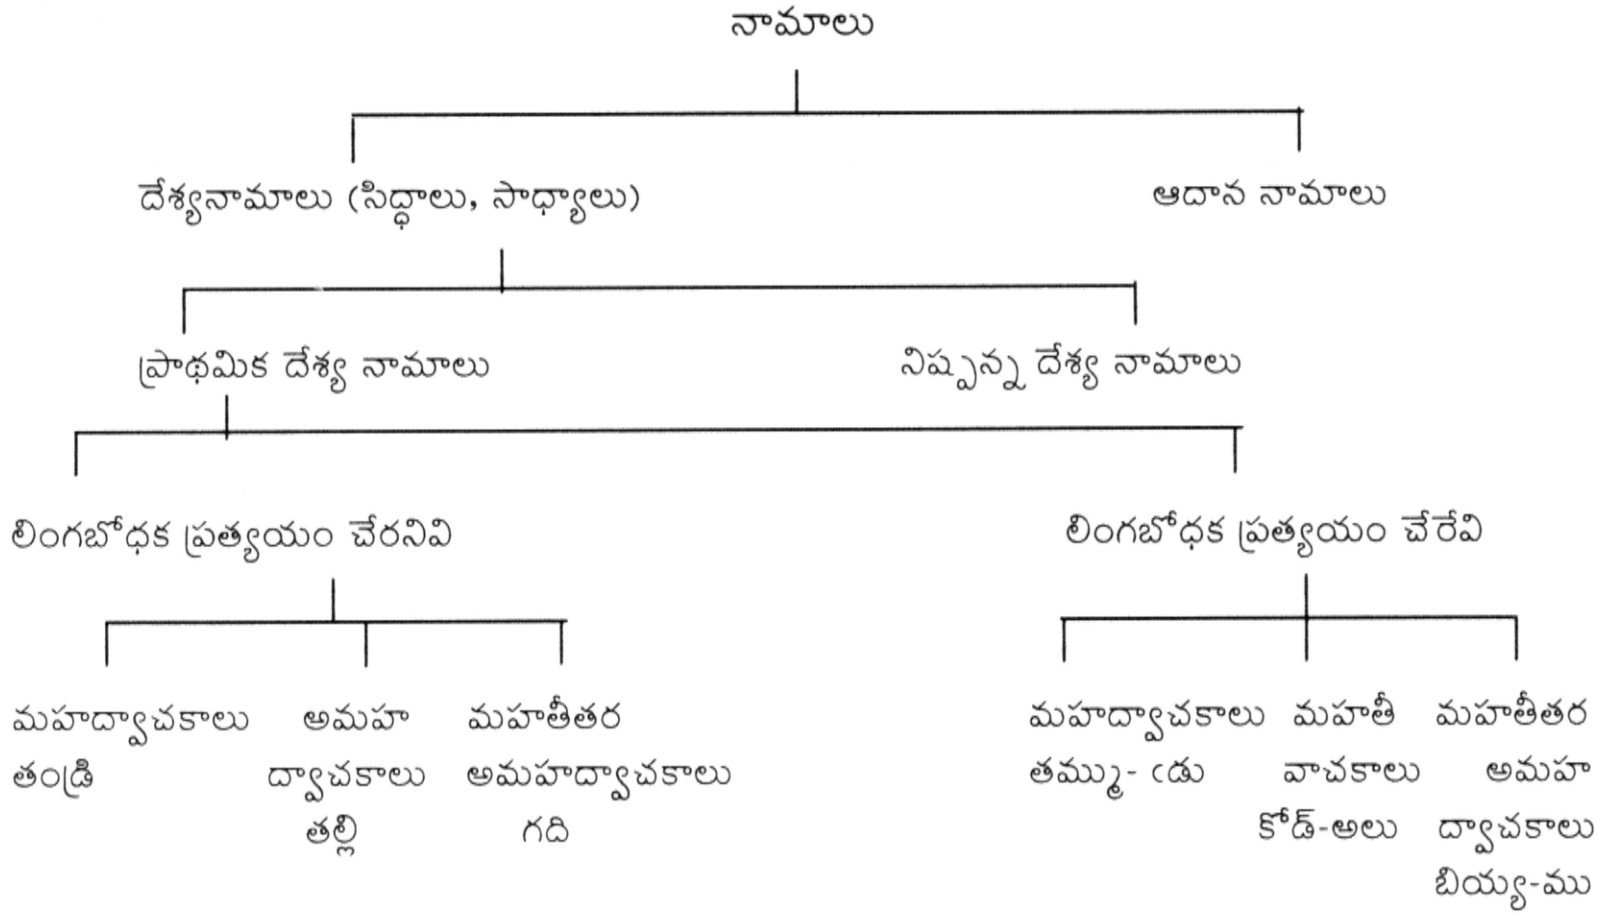 నామాలు
దేశ్యనామాలు (సిద్ధాలు, సాధ్యాలు) ఆదాన నామాలు
ప్రాథమిక దేశ్య నామాలు నిష్పన్న దేశ్య నామాలు
లింగబోధక ప్రత్యయం చేరనివి లింగబోధక ప్రత్యయం చేరేవి
మహద్వాచకాలు అమహ మహతీతర మహద్వాచకాలు మహతీ మహతీతర
తండ్రి ద్వాచకాలు అమహద్వాచకాలు తమ్ము- ఁడు వాచకాలు అమహ
తల్లి గది కోడ్-అలు ద్వాచకాలు
బియ్య-ము